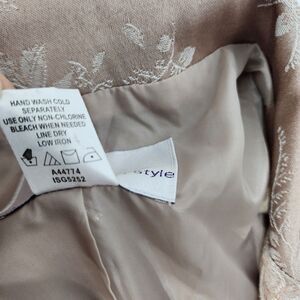 HAND WASH COLD
SEPARATELY
USE ONLY NON-CHLORINE
BLEACH WHEN NEEDED
LINE DRY
LOW IRON
A44774
ISG5252
style